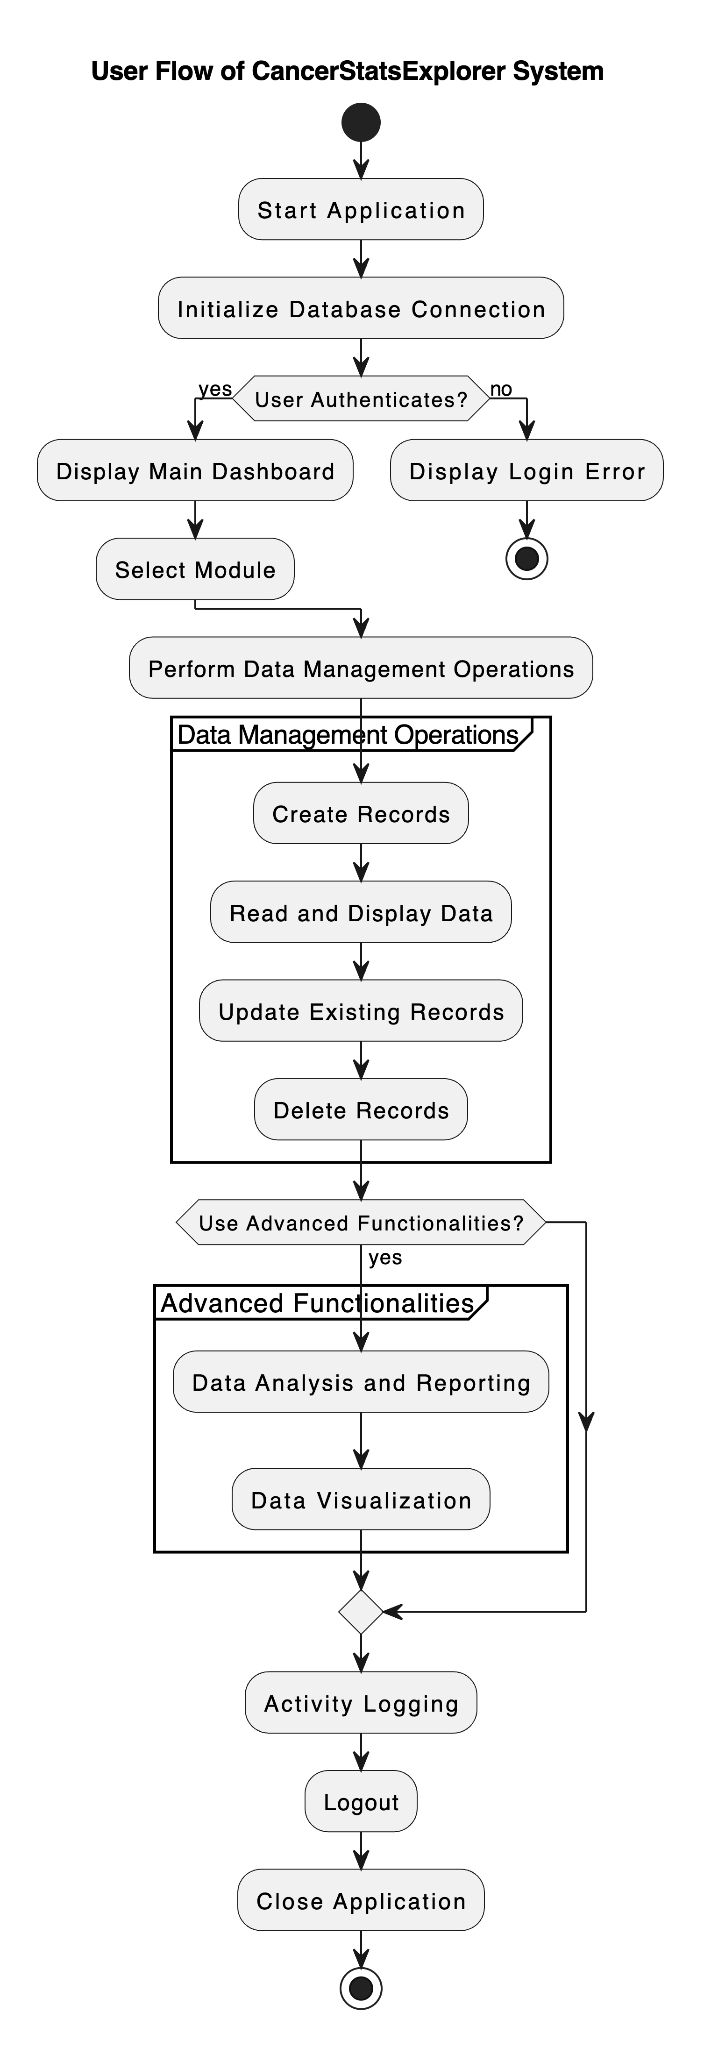 User Flow of CancerStatsExplorer System
Start Application
Initialize Database Connection
yes
User Authenticates?
no
Display Main Dashboard
Display Login Error
Select Module
Perform Data Management Operations
Data Management Operations
Create Records
Read and Display Data
Update Existing Records
Delete Records
Use Advanced Functionalities?
yes
Advanced Functionalities
Data Analysis and Reporting
Data Visualization
Activity Logging
Logout
Close Application